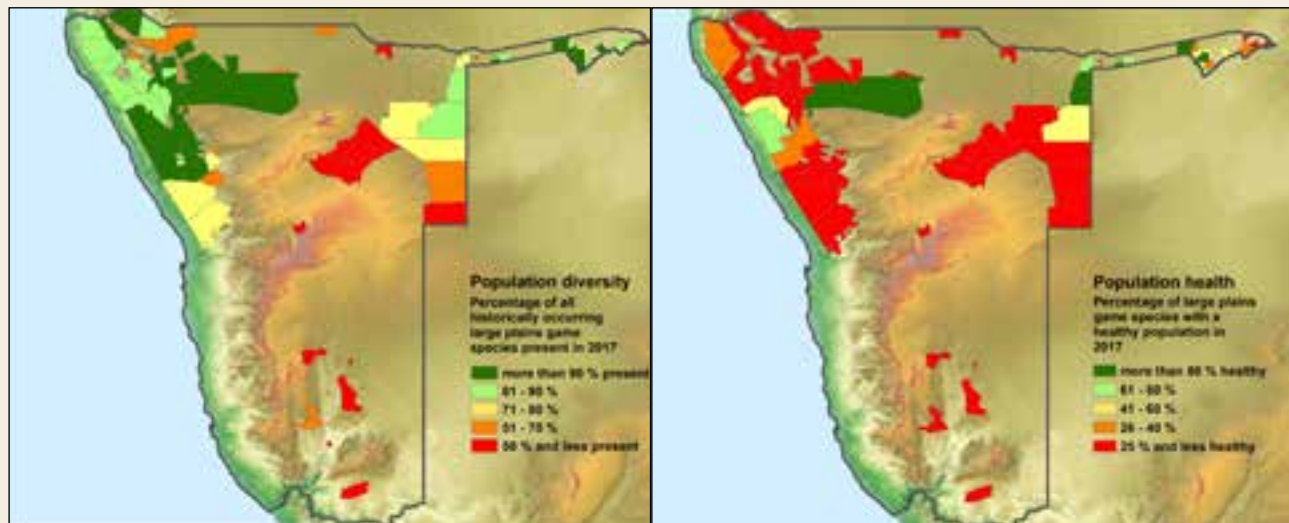 Population diversity
Percentage of all
historically occurring
large plains game
species present in 2017
more than 90 % present
81 - 90 %
71 - 80 %
51 - 70 %
50 % and less present
Population health
Percentage of large plains
game species with a
healthy population in
2017
more than 80 % healthy
61 - 80 %
41 - 60 %
26 - 40 %
25 % and less healthy